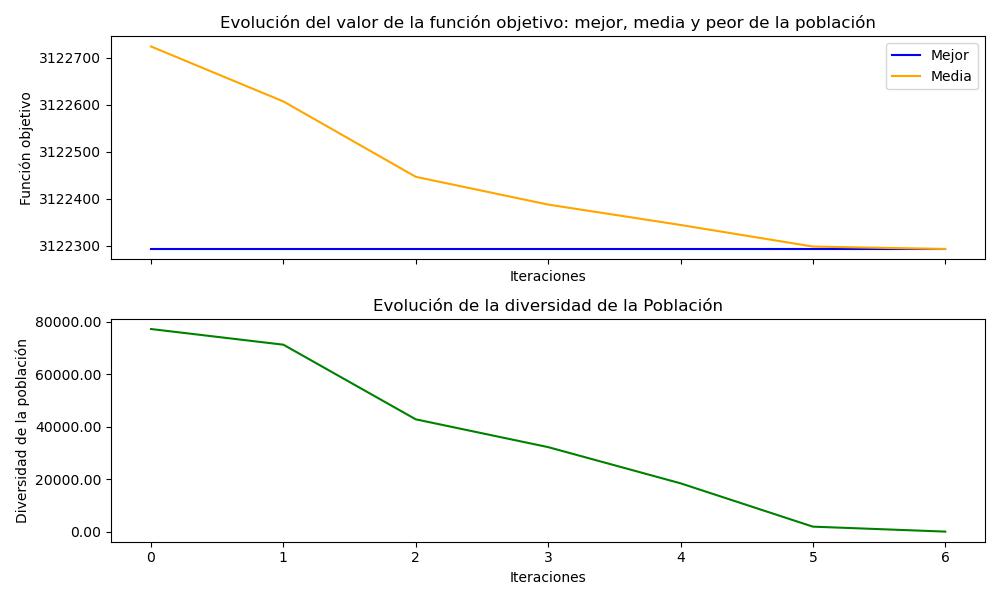 Evolución del valor de la función objetivo: mejor, media y peor de la población
Función objetivo
3122700
3122600
3122500
3122400
3122300
Mejor
Media
Iteraciones
Evolución de la diversidad de la Población
Diversidad de la población
80000.00
60000.00
40000.00
20000.00
0.00
0 1 2 3 4 5 6
Iteraciones